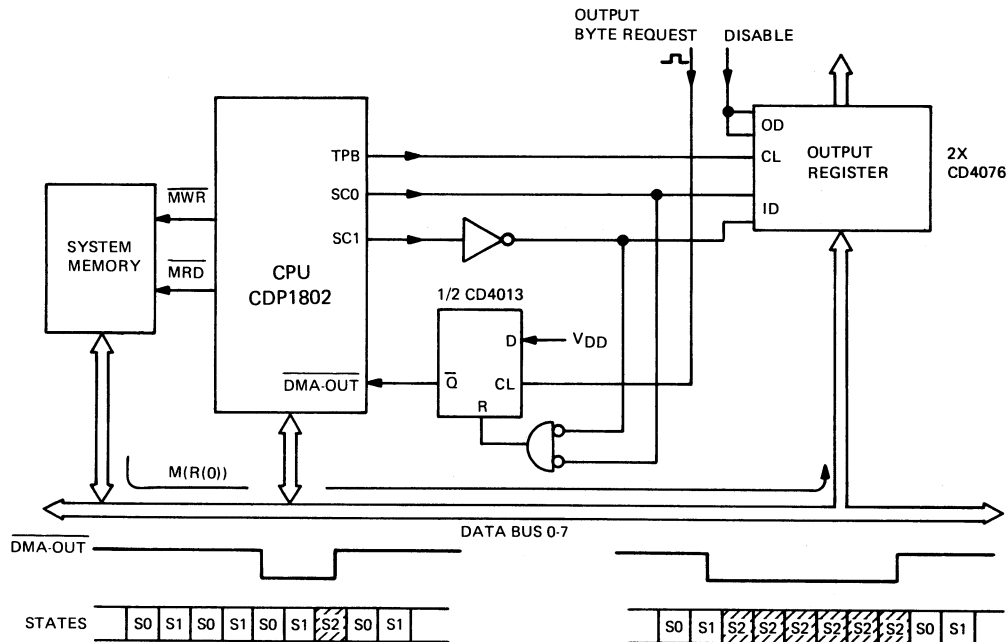 OUTPUT
BYTE REQUEST
DISABLE
OD
CL
ID
OUTPUT
REGISTER
2X
CD4076
TPB
SC0
SC1
MWR
MRD
SYSTEM
MEMORY
CPU
CDP1802
1/2 CD4013
D
VDD
DMA-OUT
Q
CL
R
M(R(0))
DATA BUS 0-7
DMA-OUT
STATES S0 S1 S0 S1 S0 S1 S2 S0 S1 S0 S1 S2 S2 S2 S2 S2 S2 S0 S1